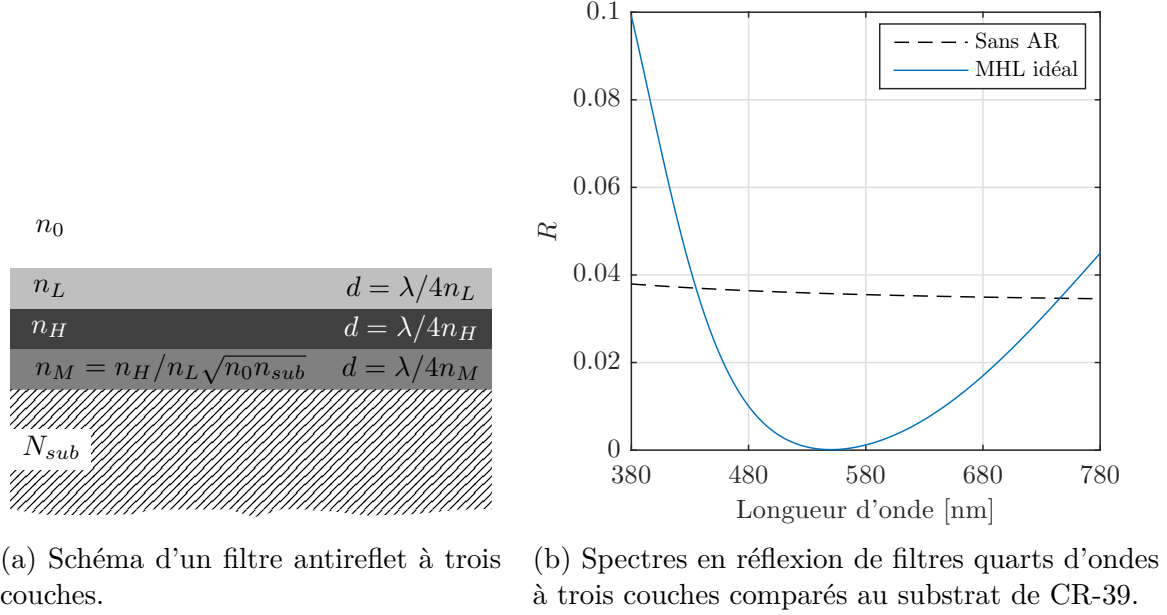 n_0
n_L d = λ/4n_L
n_H d = λ/4n_H
n_M = n_H/n_L√n_0n_sub d = λ/4n_M
N_sub
(a) Schéma d'un filtre antireflet à trois
couches.
0.1
0.08
0.06
0.04
0.02
0
R
380 480 580 680 780
Longueur d'onde [nm]
Sans AR
MHL idéal
(b) Spectres en réflexion de filtres quarts d'ondes
à trois couches comparés au substrat de CR-39.